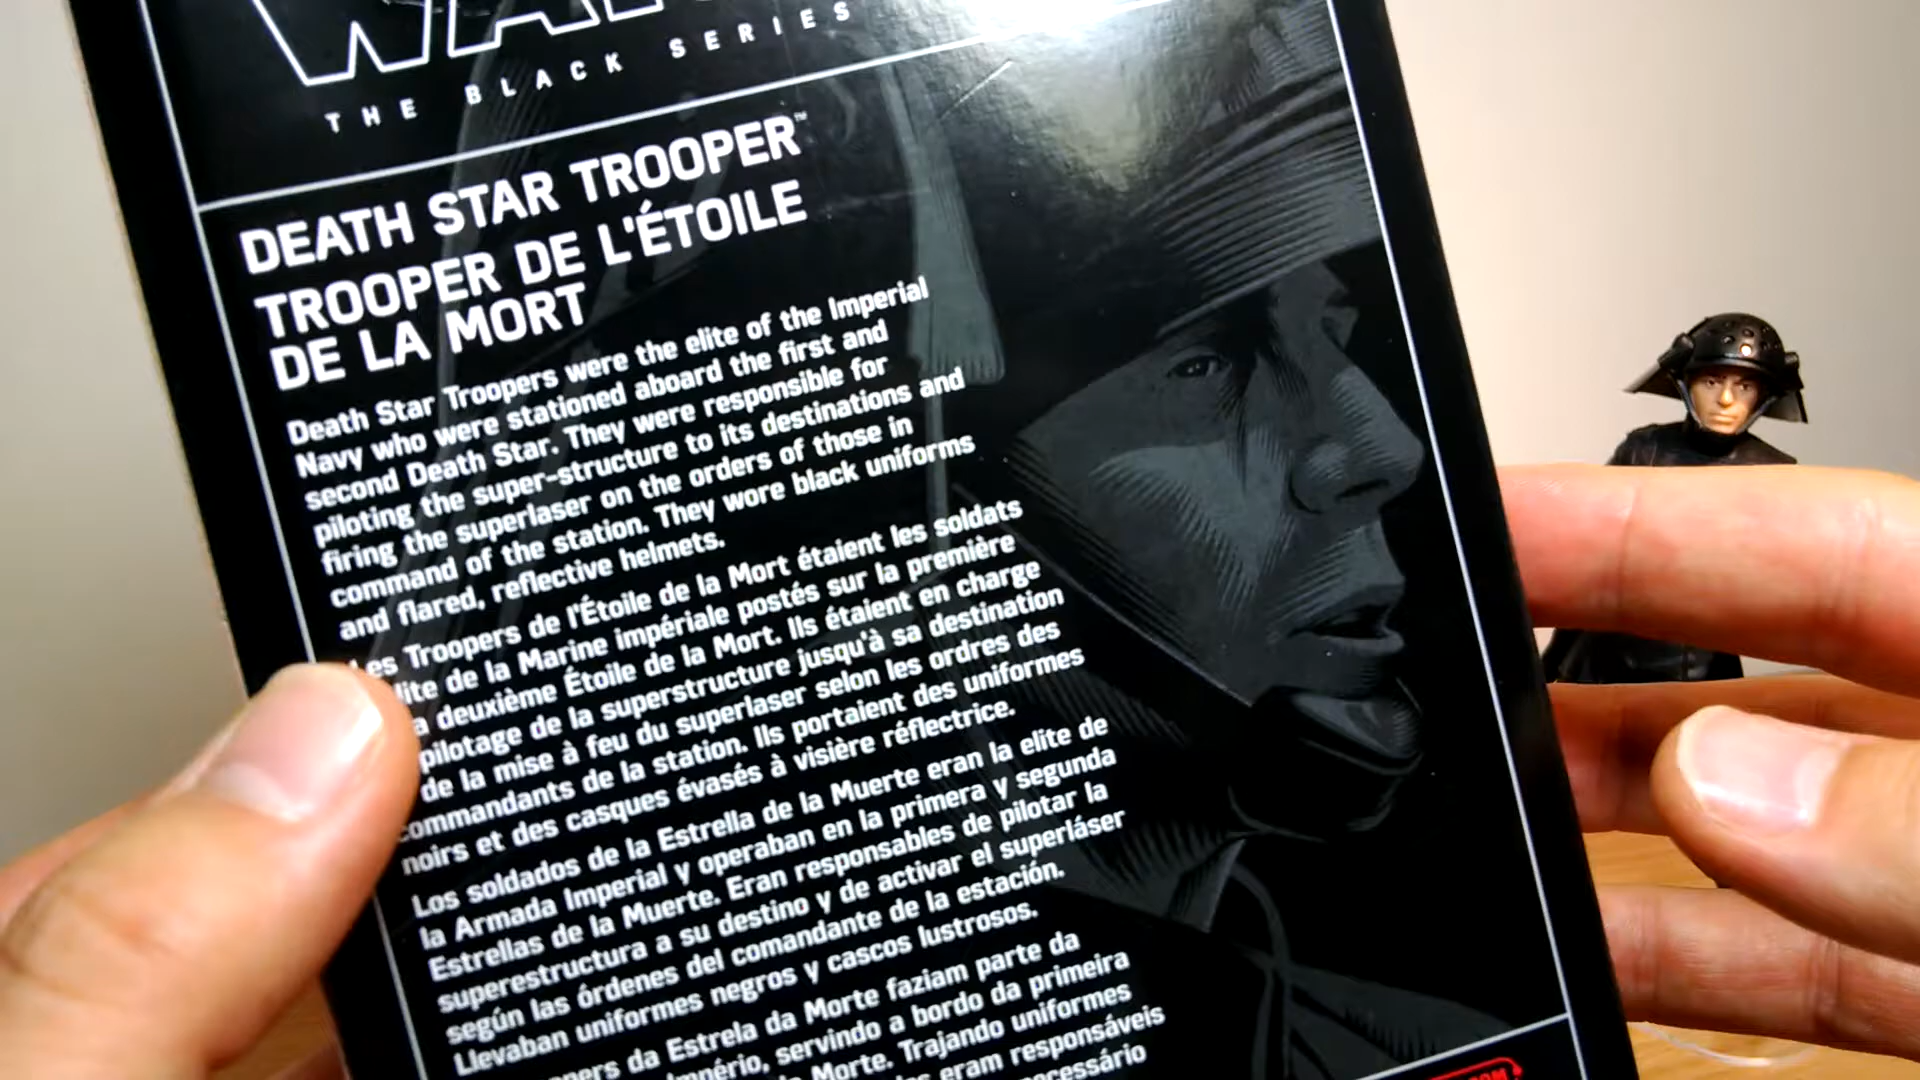 THE BLACK SERIES
DEATH STAR TROOPER™
TROOPER DE L'ÉTOILE
DE LA MORT
Death Star Troopers were the elite of the Imperial
Navy who were stationed aboard the first and
second Death Star. They were responsible for
piloting the super-structure to its destinations and
firing the superlaser on the orders of those in
command of the station. They wore black uniforms
and flared, reflective helmets.
Les Troopers de l'Étoile de la Mort étaient les soldats
de la Marine impériale postés sur la première
deuxième Étoile de la Mort. Ils étaient en charge
pilotage de la superstructure jusqu'à sa destination
de la mise à feu du superlaser selon les ordres des
commandants de la station. Ils portaient des uniformes
noirs et des casques évasés à visière réflectrice.
Los soldados de la Estrella de la Muerte eran la elite de
la Armada Imperial y operaban en la primera y segunda
Estrellas de la Muerte. Eran responsables de pilotar la
superestructura a su destino y de activar el superláser
según las órdenes del comandante de la estación.
Llevaban uniformes negros y cascos lustrosos.
da Estrela da Morte faziam parte da
servindo a bordo da primeira
Morte. Trajando uniformes
eram responsáveis